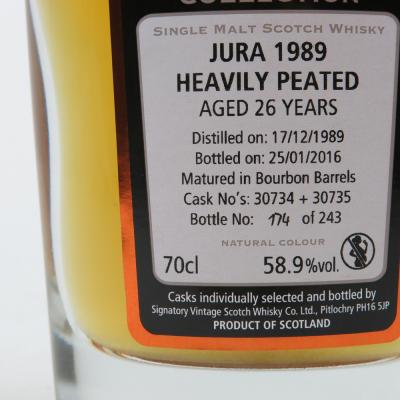 COLLECTION
SINGLE MALT SCOTCH WHISKY
JURA 1989
HEAVILY PEATED
AGED 26 YEARS
Distilled on: 17/12/1989
Bottled on: 25/01/2016
Matured in Bourbon Barrels
Cask No's: 30734 + 30735
Bottle No: 174 of 243
NATURAL COLOUR
70cl 58.9%vol.
Casks individually selected and bottled by
Signatory Vintage Scotch Whisky Co. Ltd., Pitlochry PH16 5JP
PRODUCT OF SCOTLAND